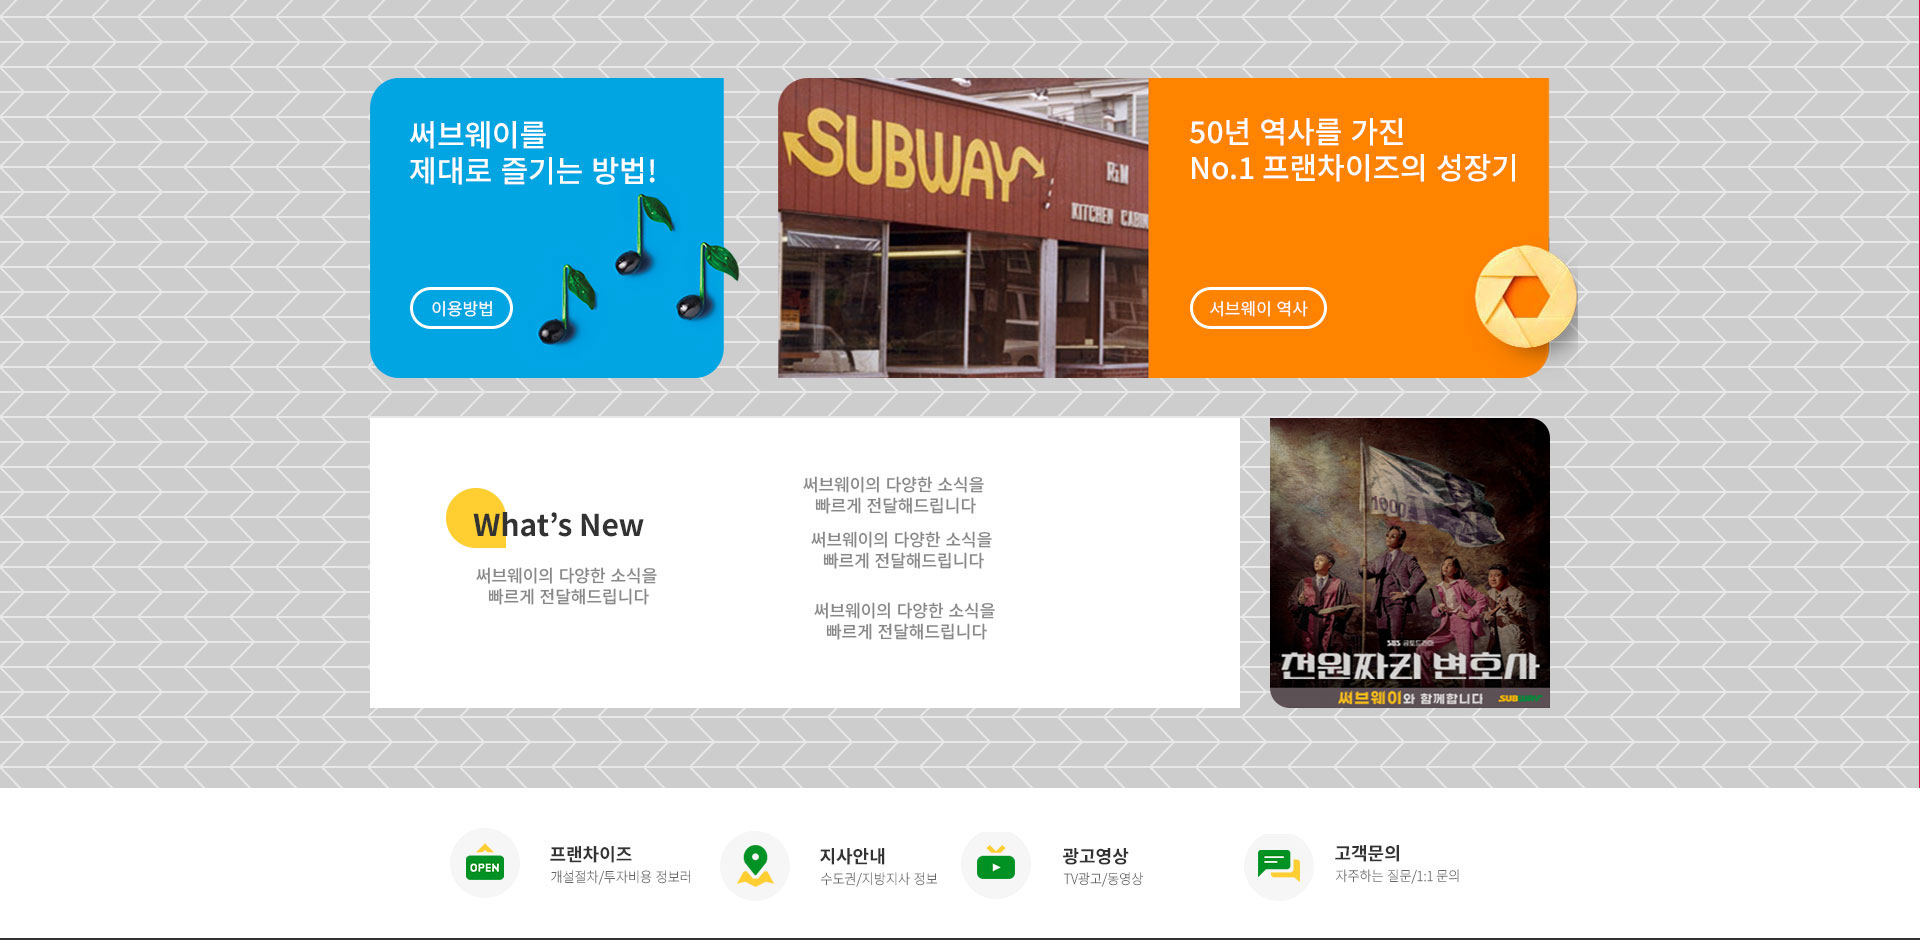 써브웨이를
제대로 즐기는 방법!
이용방법
SUBWAY
R&M
KITCHEN CABIN
50년 역사를 가진
No.1 프랜차이즈의 성장기
서브웨이 역사
What’s New
써브웨이의 다양한 소식을
빠르게 전달해드립니다
써브웨이의 다양한 소식을
빠르게 전달해드립니다
써브웨이의 다양한 소식을
빠르게 전달해드립니다
써브웨이의 다양한 소식을
빠르게 전달해드립니다
SBS 금토드라마
천원짜리 변호사
써브웨이와 함께합니다
SUBWAY
OPEN
프랜차이즈
개설절차/투자비용 정보러
지사안내
수도권/지방지사 정보
광고영상
TV광고/동영상
고객문의
자주하는 질문/1:1 문의